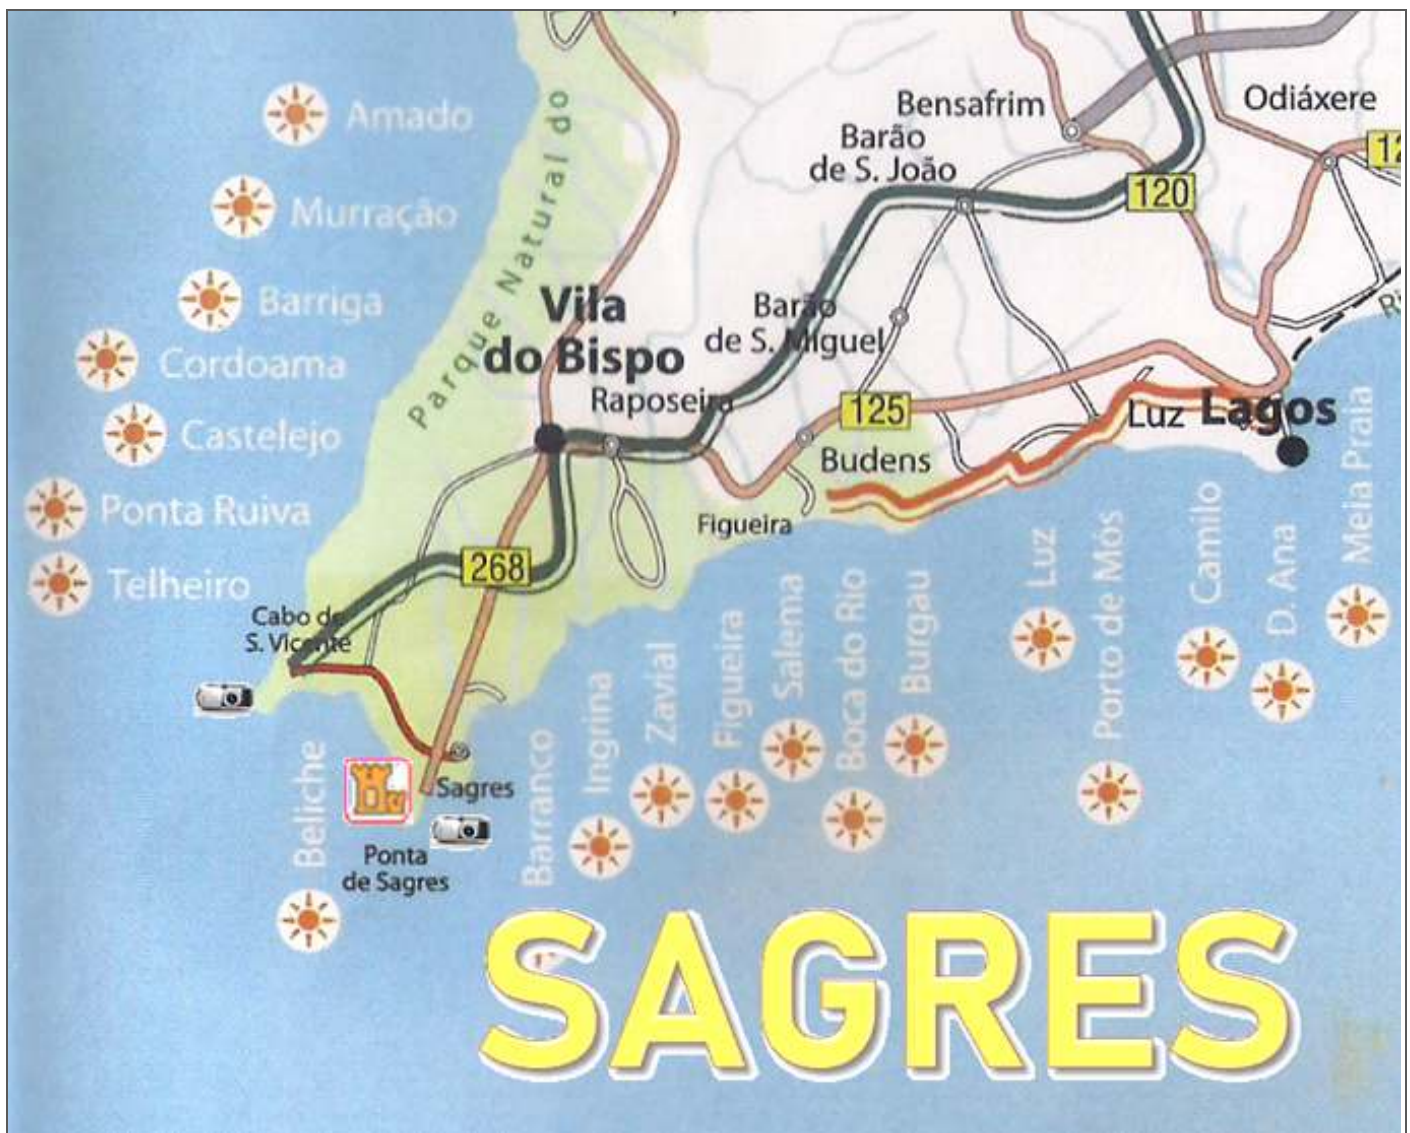 Amado
Murração
Barriga
Cordoama
Castelejo
Ponta Ruiva
Telheiro
Parque Natural do
Bensafrim
Odiáxere
Barão
de S. João
120
Vila
do Bispo
Barão
de S. Miguel
Raposeira
125
Luz
Lagos
Budens
Figueira
268
Cabo de
S. Vicente
Sagres
Ponta
de Sagres
Beliche
Barranco
Ingrina
Zavial
Figueira
Salema
Boca do Rio
Burgau
Luz
Porto de Mós
Camilo
D. Ana
Meia Praia
SAGRES